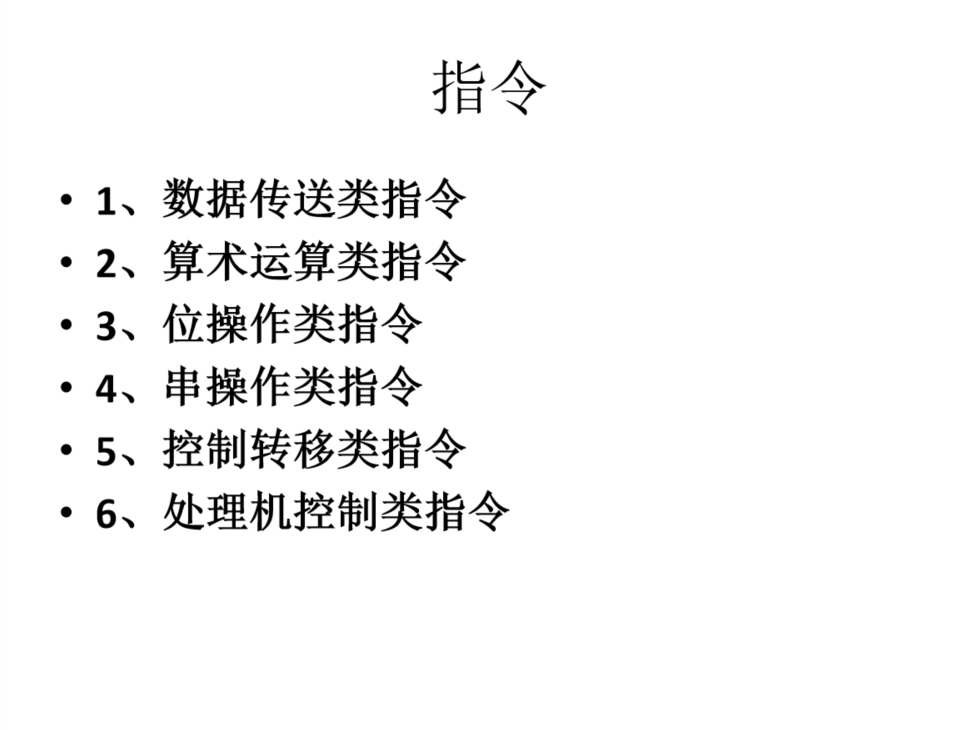 指令
• 1、数据传送类指令
• 2、算术运算类指令
• 3、位操作类指令
• 4、串操作类指令
• 5、控制转移类指令
• 6、处理机控制类指令